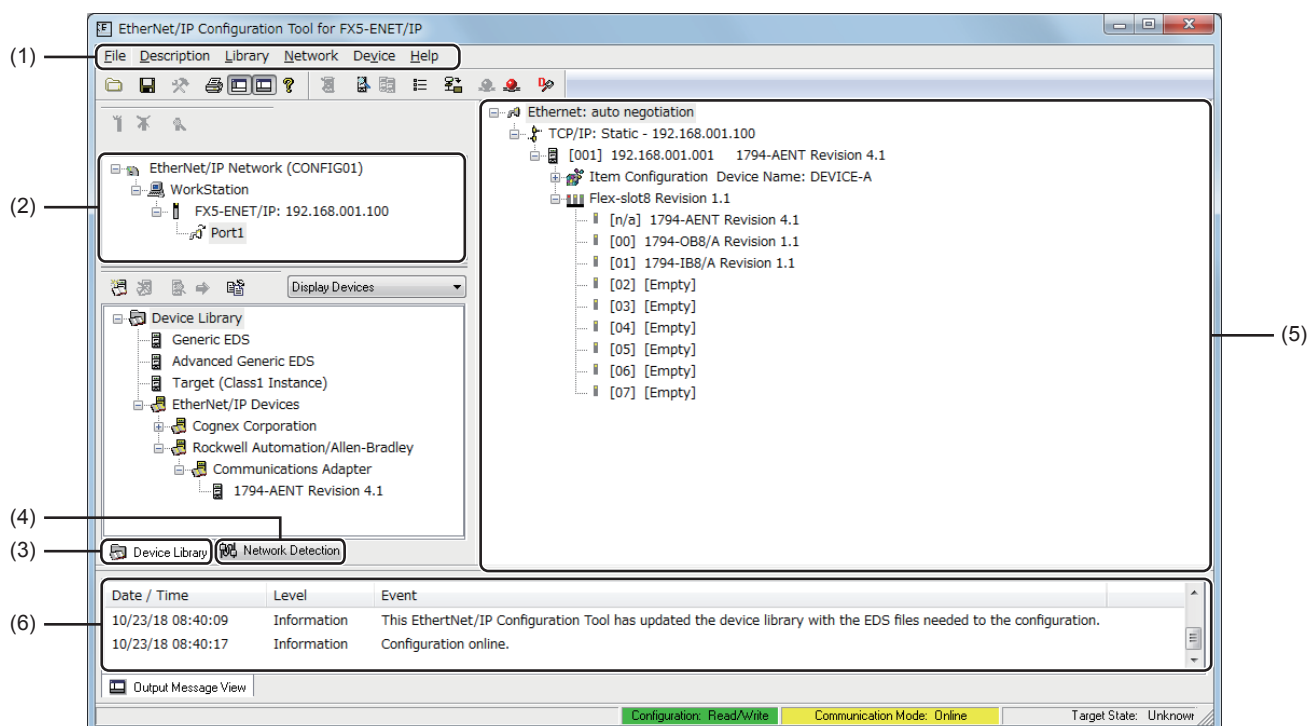 EtherNet/IP Configuration Tool for FX5-ENET/IP
(1)
File Description Library Network Device Help
(2)
EtherNet/IP Network (CONFIG01)
WorkStation
FX5-ENET/IP: 192.168.001.100
Port1
Display Devices
Device Library
Generic EDS
Advanced Generic EDS
Target (Class1 Instance)
EtherNet/IP Devices
Cognex Corporation
Rockwell Automation/Allen-Bradley
Communications Adapter
1794-AENT Revision 4.1
(4)
(3)
Device Library
Network Detection
Ethernet: auto negotiation
TCP/IP: Static - 192.168.001.100
[001] 192.168.001.001 1794-AENT Revision 4.1
Item Configuration Device Name: DEVICE-A
Flex-slot8 Revision 1.1
[n/a] 1794-AENT Revision 4.1
[00] 1794-OB8/A Revision 1.1
[01] 1794-IB8/A Revision 1.1
[02] [Empty]
[03] [Empty]
[04] [Empty]
[05] [Empty]
[06] [Empty]
[07] [Empty]
(5)
(6)
Date / Time Level Event
10/23/18 08:40:09 Information This EthertNet/IP Configuration Tool has updated the device library with the EDS files needed to the configuration.
10/23/18 08:40:17 Information Configuration online.
Output Message View
Configuration: Read/Write Communication Mode: Online Target State: Unknown